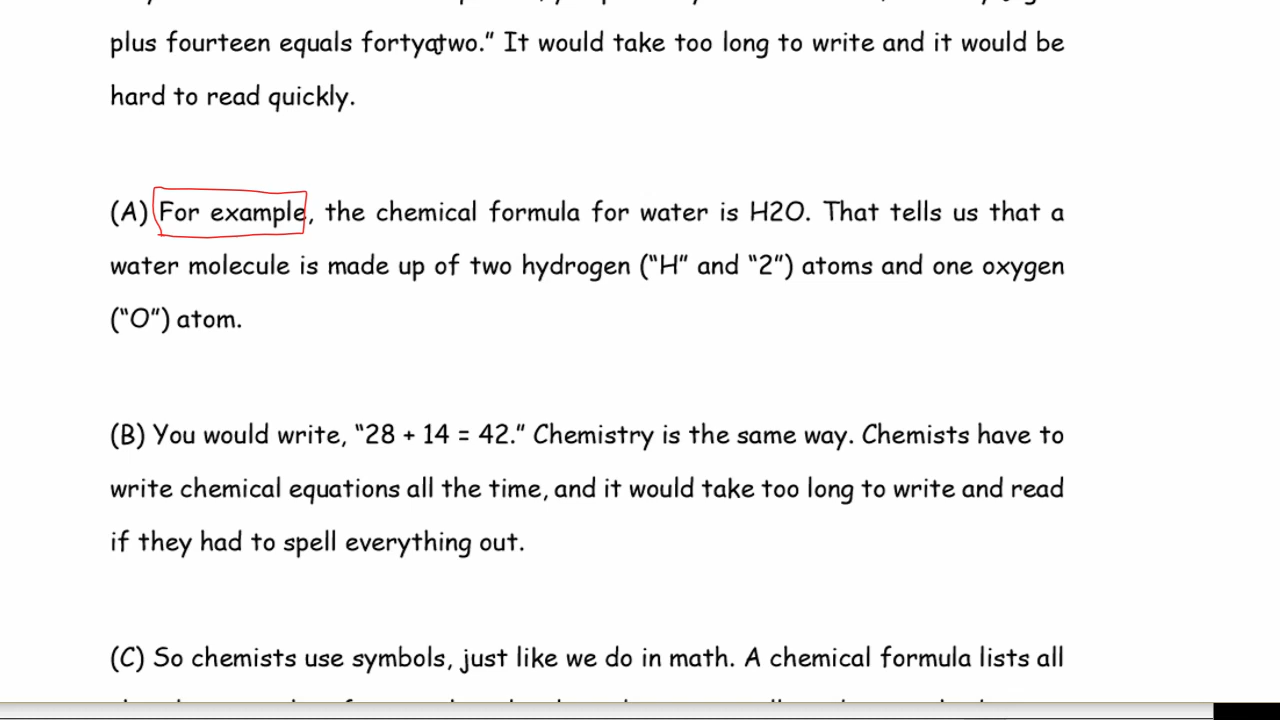 plus fourteen equals forty two.” It would take too long to write and it would be
hard to read quickly.
(A) For example, the chemical formula for water is H2O. That tells us that a
water molecule is made up of two hydrogen (“H” and “2”) atoms and one oxygen
(“O”) atom.
(B) You would write, “28 + 14 = 42.” Chemistry is the same way. Chemists have to
write chemical equations all the time, and it would take too long to write and read
if they had to spell everything out.
(C) So chemists use symbols, just like we do in math. A chemical formula lists all